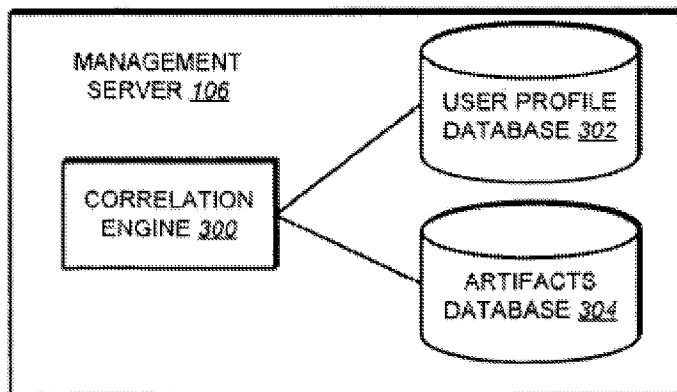 MANAGEMENT
SERVER 106
USER PROFILE
DATABASE 302
CORRELATION
ENGINE 300
ARTIFACTS
DATABASE 304